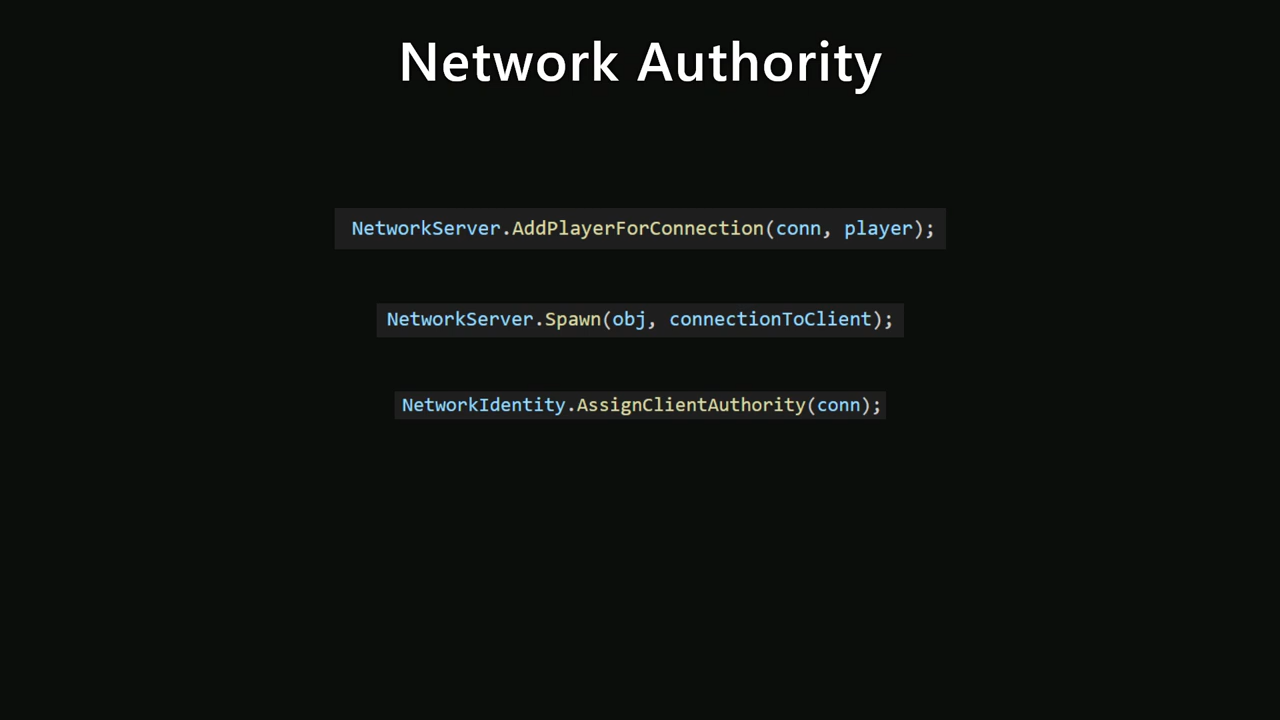 Network Authority
NetworkServer.AddPlayerForConnection(conn, player);
NetworkServer.Spawn(obj, connectionToClient);
NetworkIdentity.AssignClientAuthority(conn);